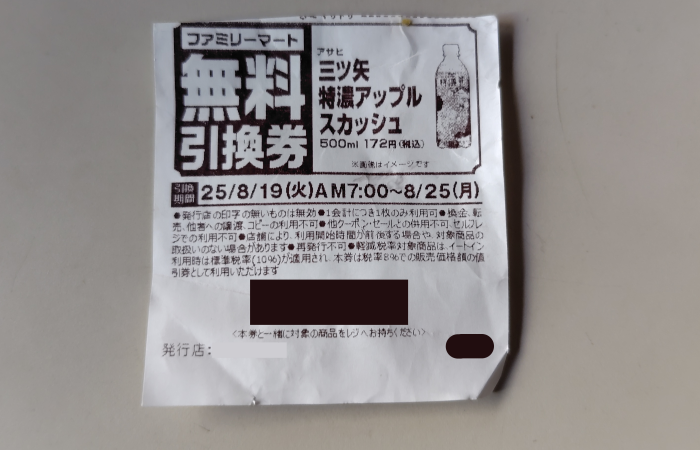 ファミリーマート
無料
引換券
アサヒ
三ツ矢
特濃アップル
スカッシュ
500ml 172円(税込)
※画像はイメージです
引換期間 25/8/19(火)AM7:00~8/25(月)
●発行店の印字の無いものは無効●1会計につき1枚のみ利用可●換金、転
売、他者への譲渡、コピーの利用不可●他クーポン・セールとの併用不可、セルフレ
ジでの利用不可●店舗により、利用開始時間が前後する場合や、対象商品の
取扱いのない場合があります●再発行不可●軽減税率対象商品は、イートイン
利用時は標準税率(10%)が適用され、本券は税率8%での販売価格額の値
引券として利用いただけます
<本券と一緒に対象の商品をレジへお持ちください>
発行店: